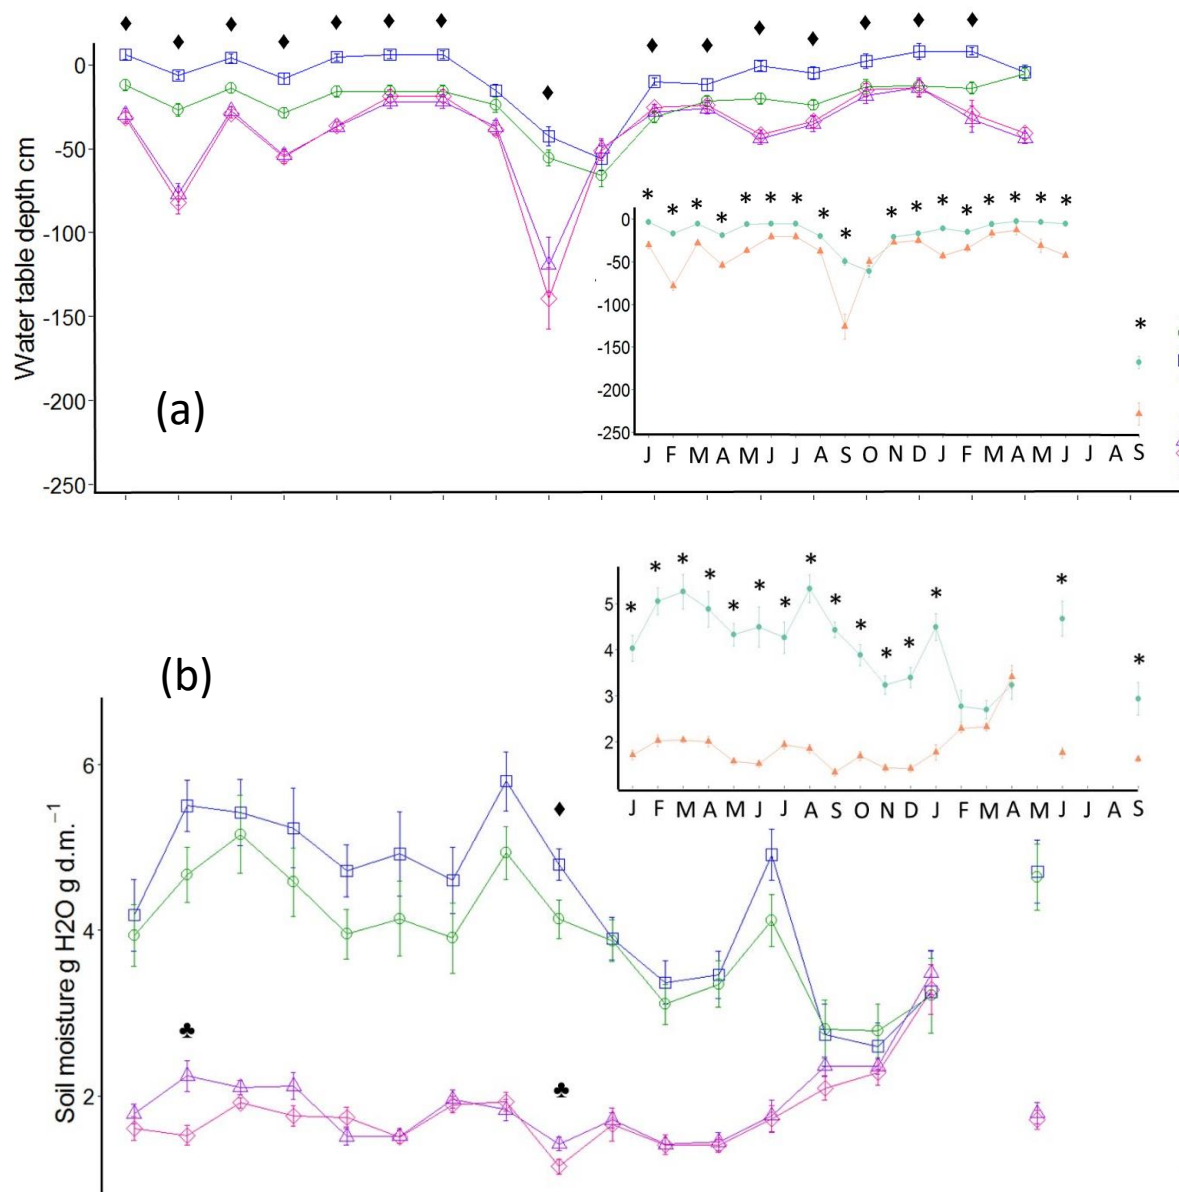 Water table depth cm
0
-50
-100
-150
-200
-250
(a)
* * * * * * * * * * * * * * * * * *
0
-50
-100
-150
-200
-250
J F M A M J J A S O N D J F M A M J J A S
(b)
Soil moisture g H2O g d.m.⁻¹
6
4
2
* * * * * * * * * * * * * * *
5
4
3
2
J F M A M J J A S O N D J F M A M J J A S